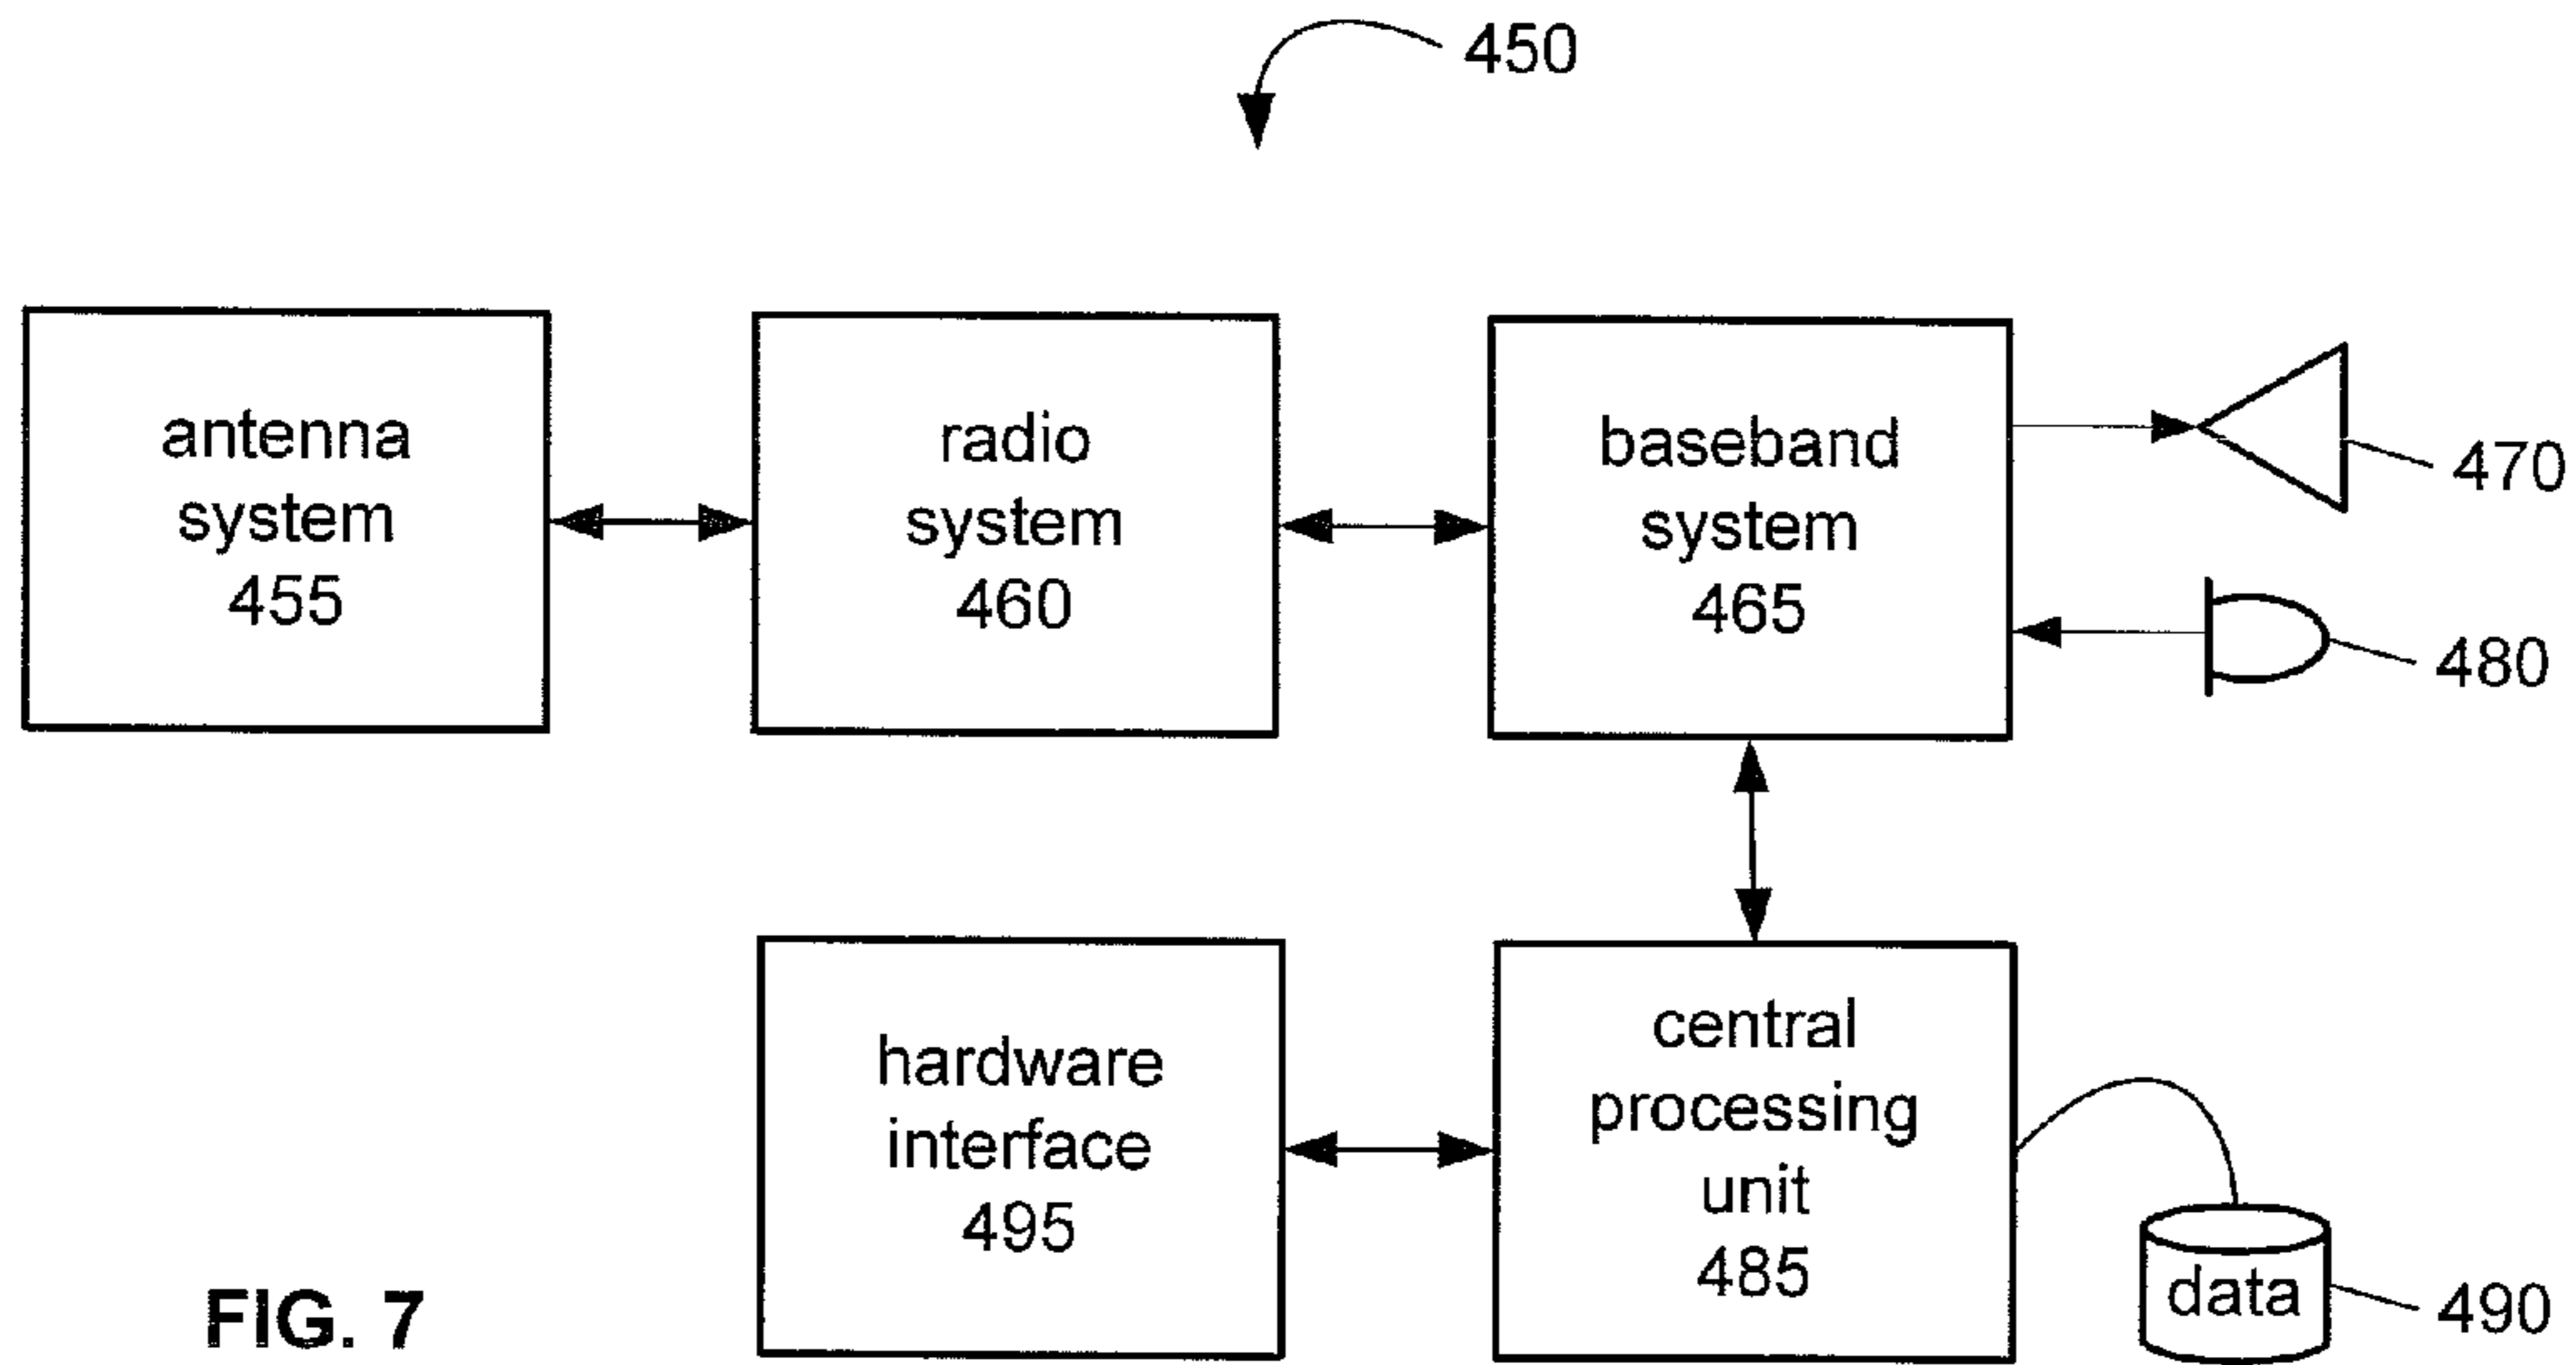 450
antenna
system
455
radio
system
460
baseband
system
465
470
480
hardware
interface
495
central
processing
unit
485
data
490
FIG. 7